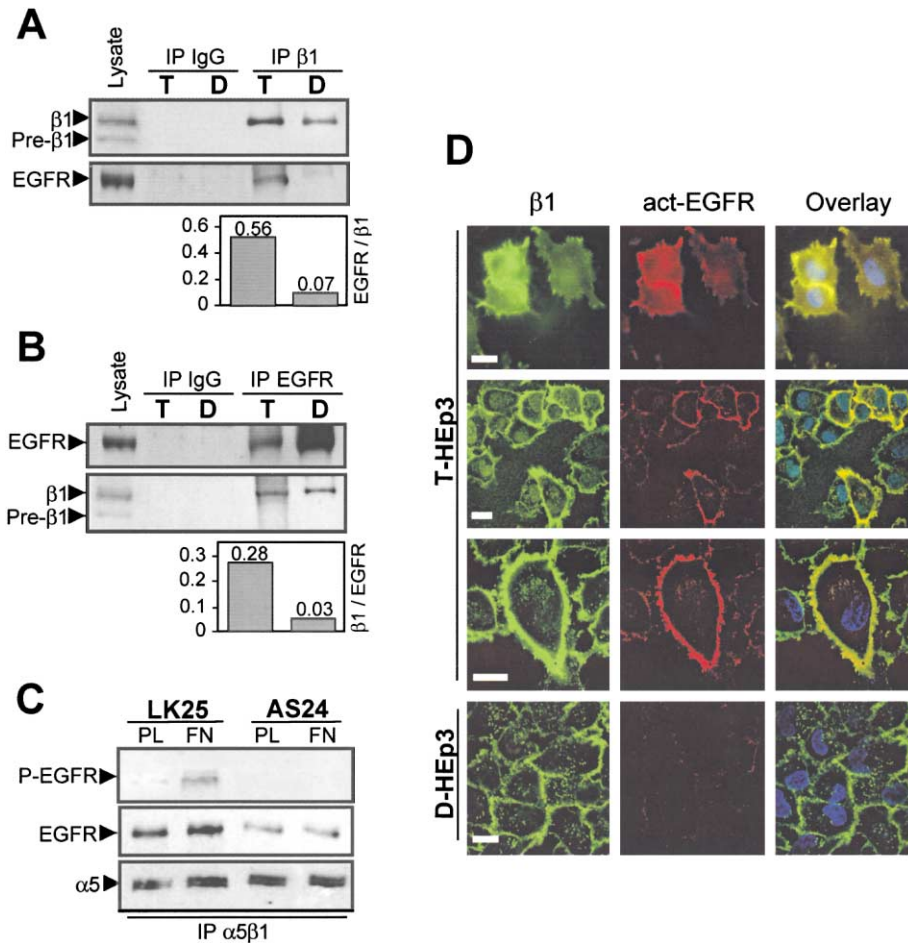 A
Lysate
IP IgG
IP β1
T D T D
β1
Pre-β1
EGFR
0.6
0.4
0.2
0
0.56
0.07
EGFR / β1
B
Lysate
IP IgG
IP EGFR
T D T D
EGFR
β1
Pre-β1
0.3
0.2
0.1
0
0.28
0.03
β1 / EGFR
C
LK25 AS24
PL FN PL FN
P-EGFR
EGFR
α5
IP α5β1
D
β1 act-EGFR Overlay
T-HEp3
D-HEp3